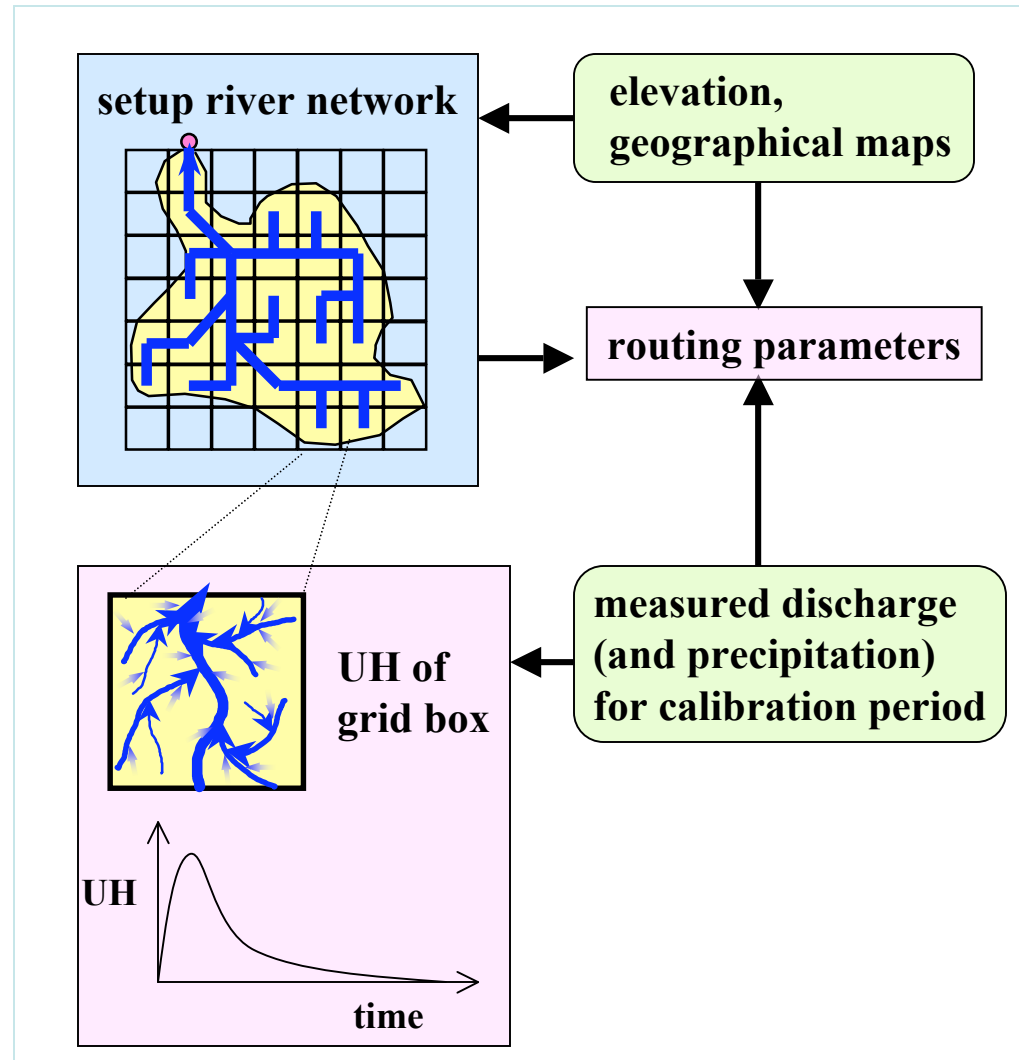 setup river network
elevation,
geographical maps
routing parameters
measured discharge
(and precipitation)
for calibration period
UH of
grid box
UH
time